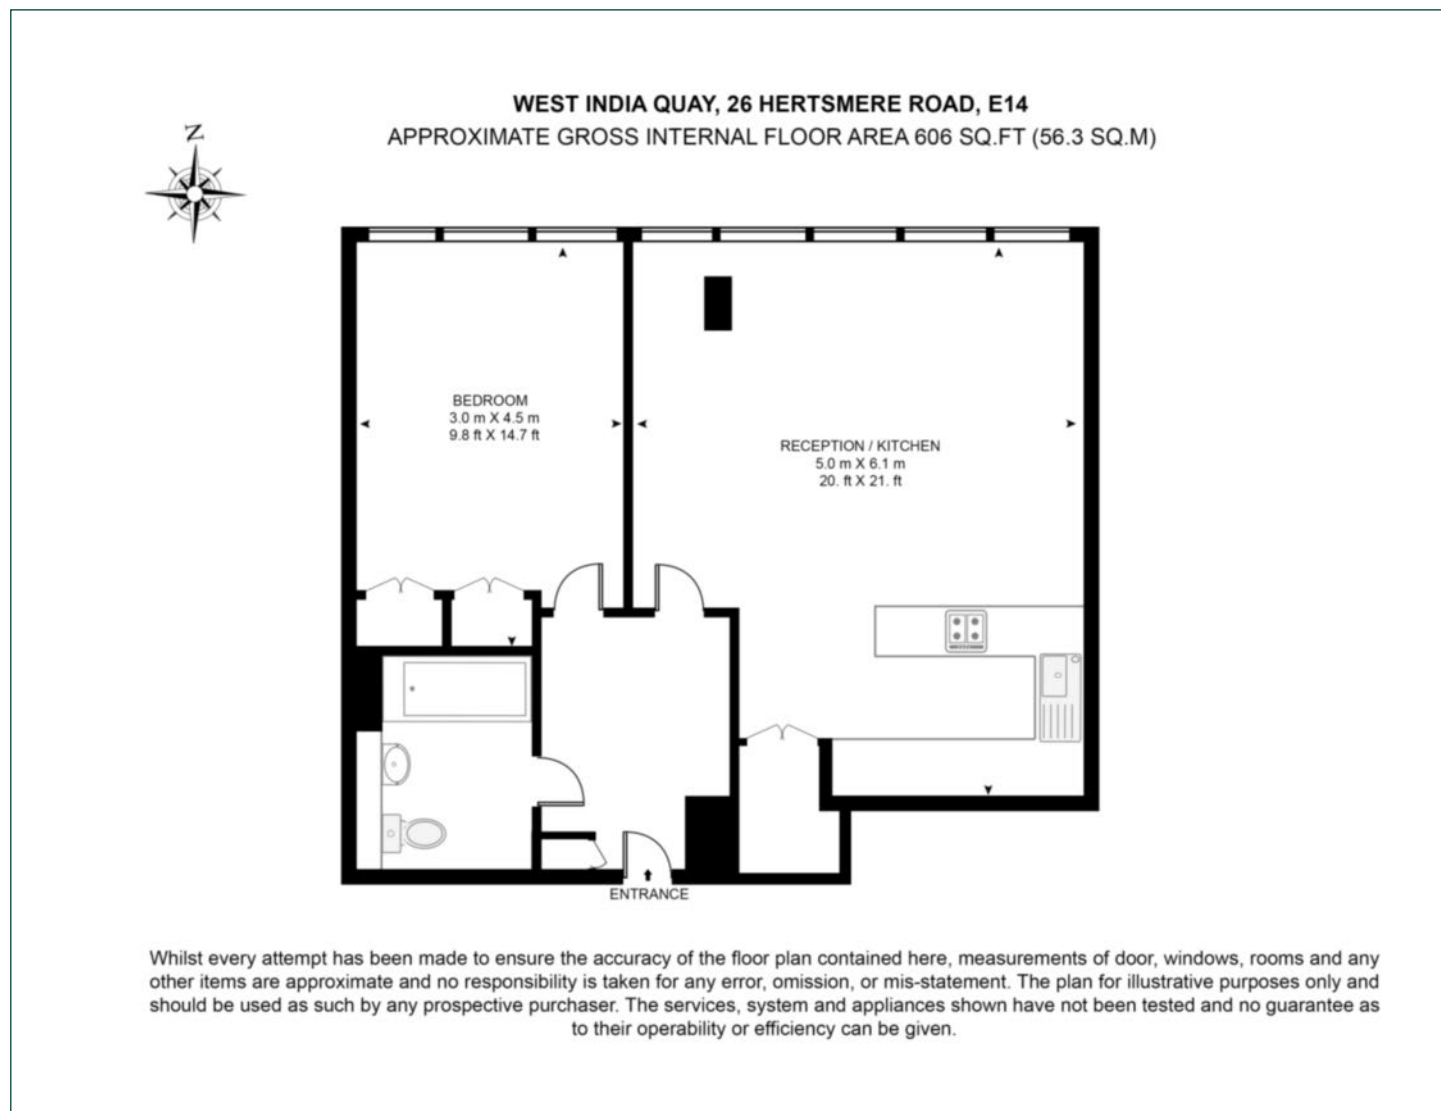 WEST INDIA QUAY, 26 HERTSMERE ROAD, E14
APPROXIMATE GROSS INTERNAL FLOOR AREA 606 SQ.FT (56.3 SQ.M)
N
BEDROOM
3.0 m X 4.5 m
9.8 ft X 14.7 ft
RECEPTION / KITCHEN
5.0 m X 6.1 m
20. ft X 21. ft
ENTRANCE
Whilst every attempt has been made to ensure the accuracy of the floor plan contained here, measurements of door, windows, rooms and any
other items are approximate and no responsibility is taken for any error, omission, or mis-statement. The plan for illustrative purposes only and
should be used as such by any prospective purchaser. The services, system and appliances shown have not been tested and no guarantee as
to their operability or efficiency can be given.